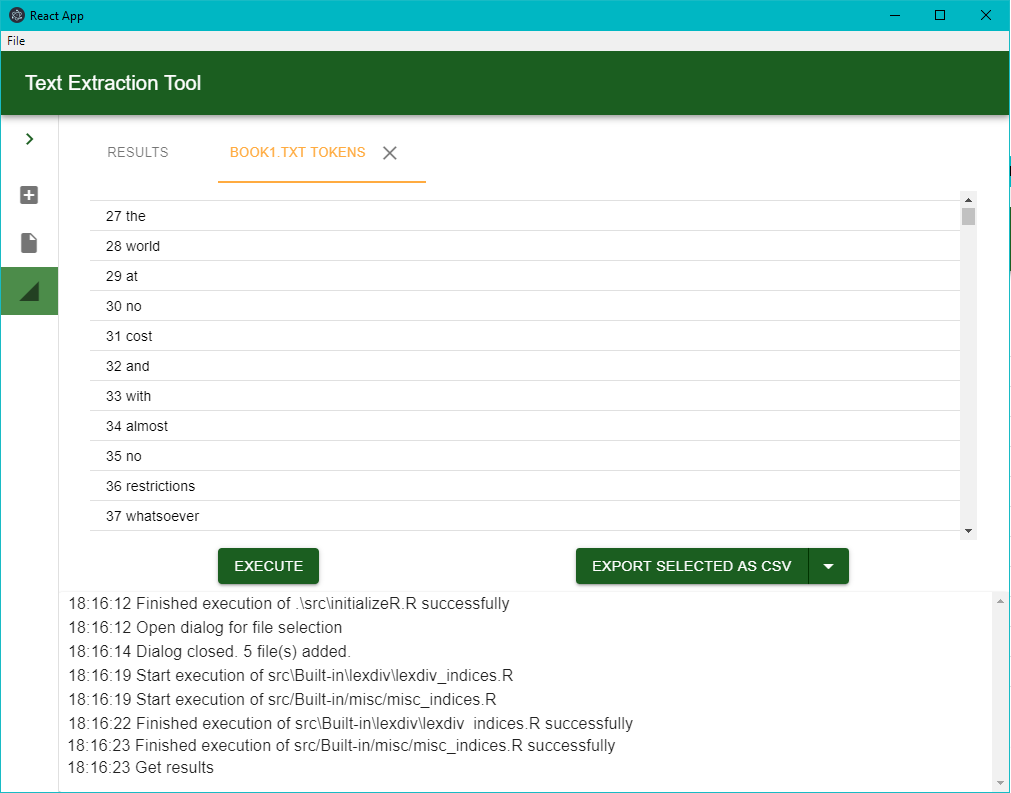 React App
File
Text Extraction Tool
RESULTS BOOK1.TXT TOKENS
27 the
28 world
29 at
30 no
31 cost
32 and
33 with
34 almost
35 no
36 restrictions
37 whatsoever
EXECUTE EXPORT SELECTED AS CSV
18:16:12 Finished execution of .\src\initializeR.R successfully
18:16:12 Open dialog for file selection
18:16:14 Dialog closed. 5 file(s) added.
18:16:19 Start execution of src\Built-in\lexdiv\lexdiv_indices.R
18:16:19 Start execution of src/Built-in/misc/misc_indices.R
18:16:22 Finished execution of src\Built-in\lexdiv\lexdiv_indices.R successfully
18:16:23 Finished execution of src/Built-in/misc/misc_indices.R successfully
18:16:23 Get results